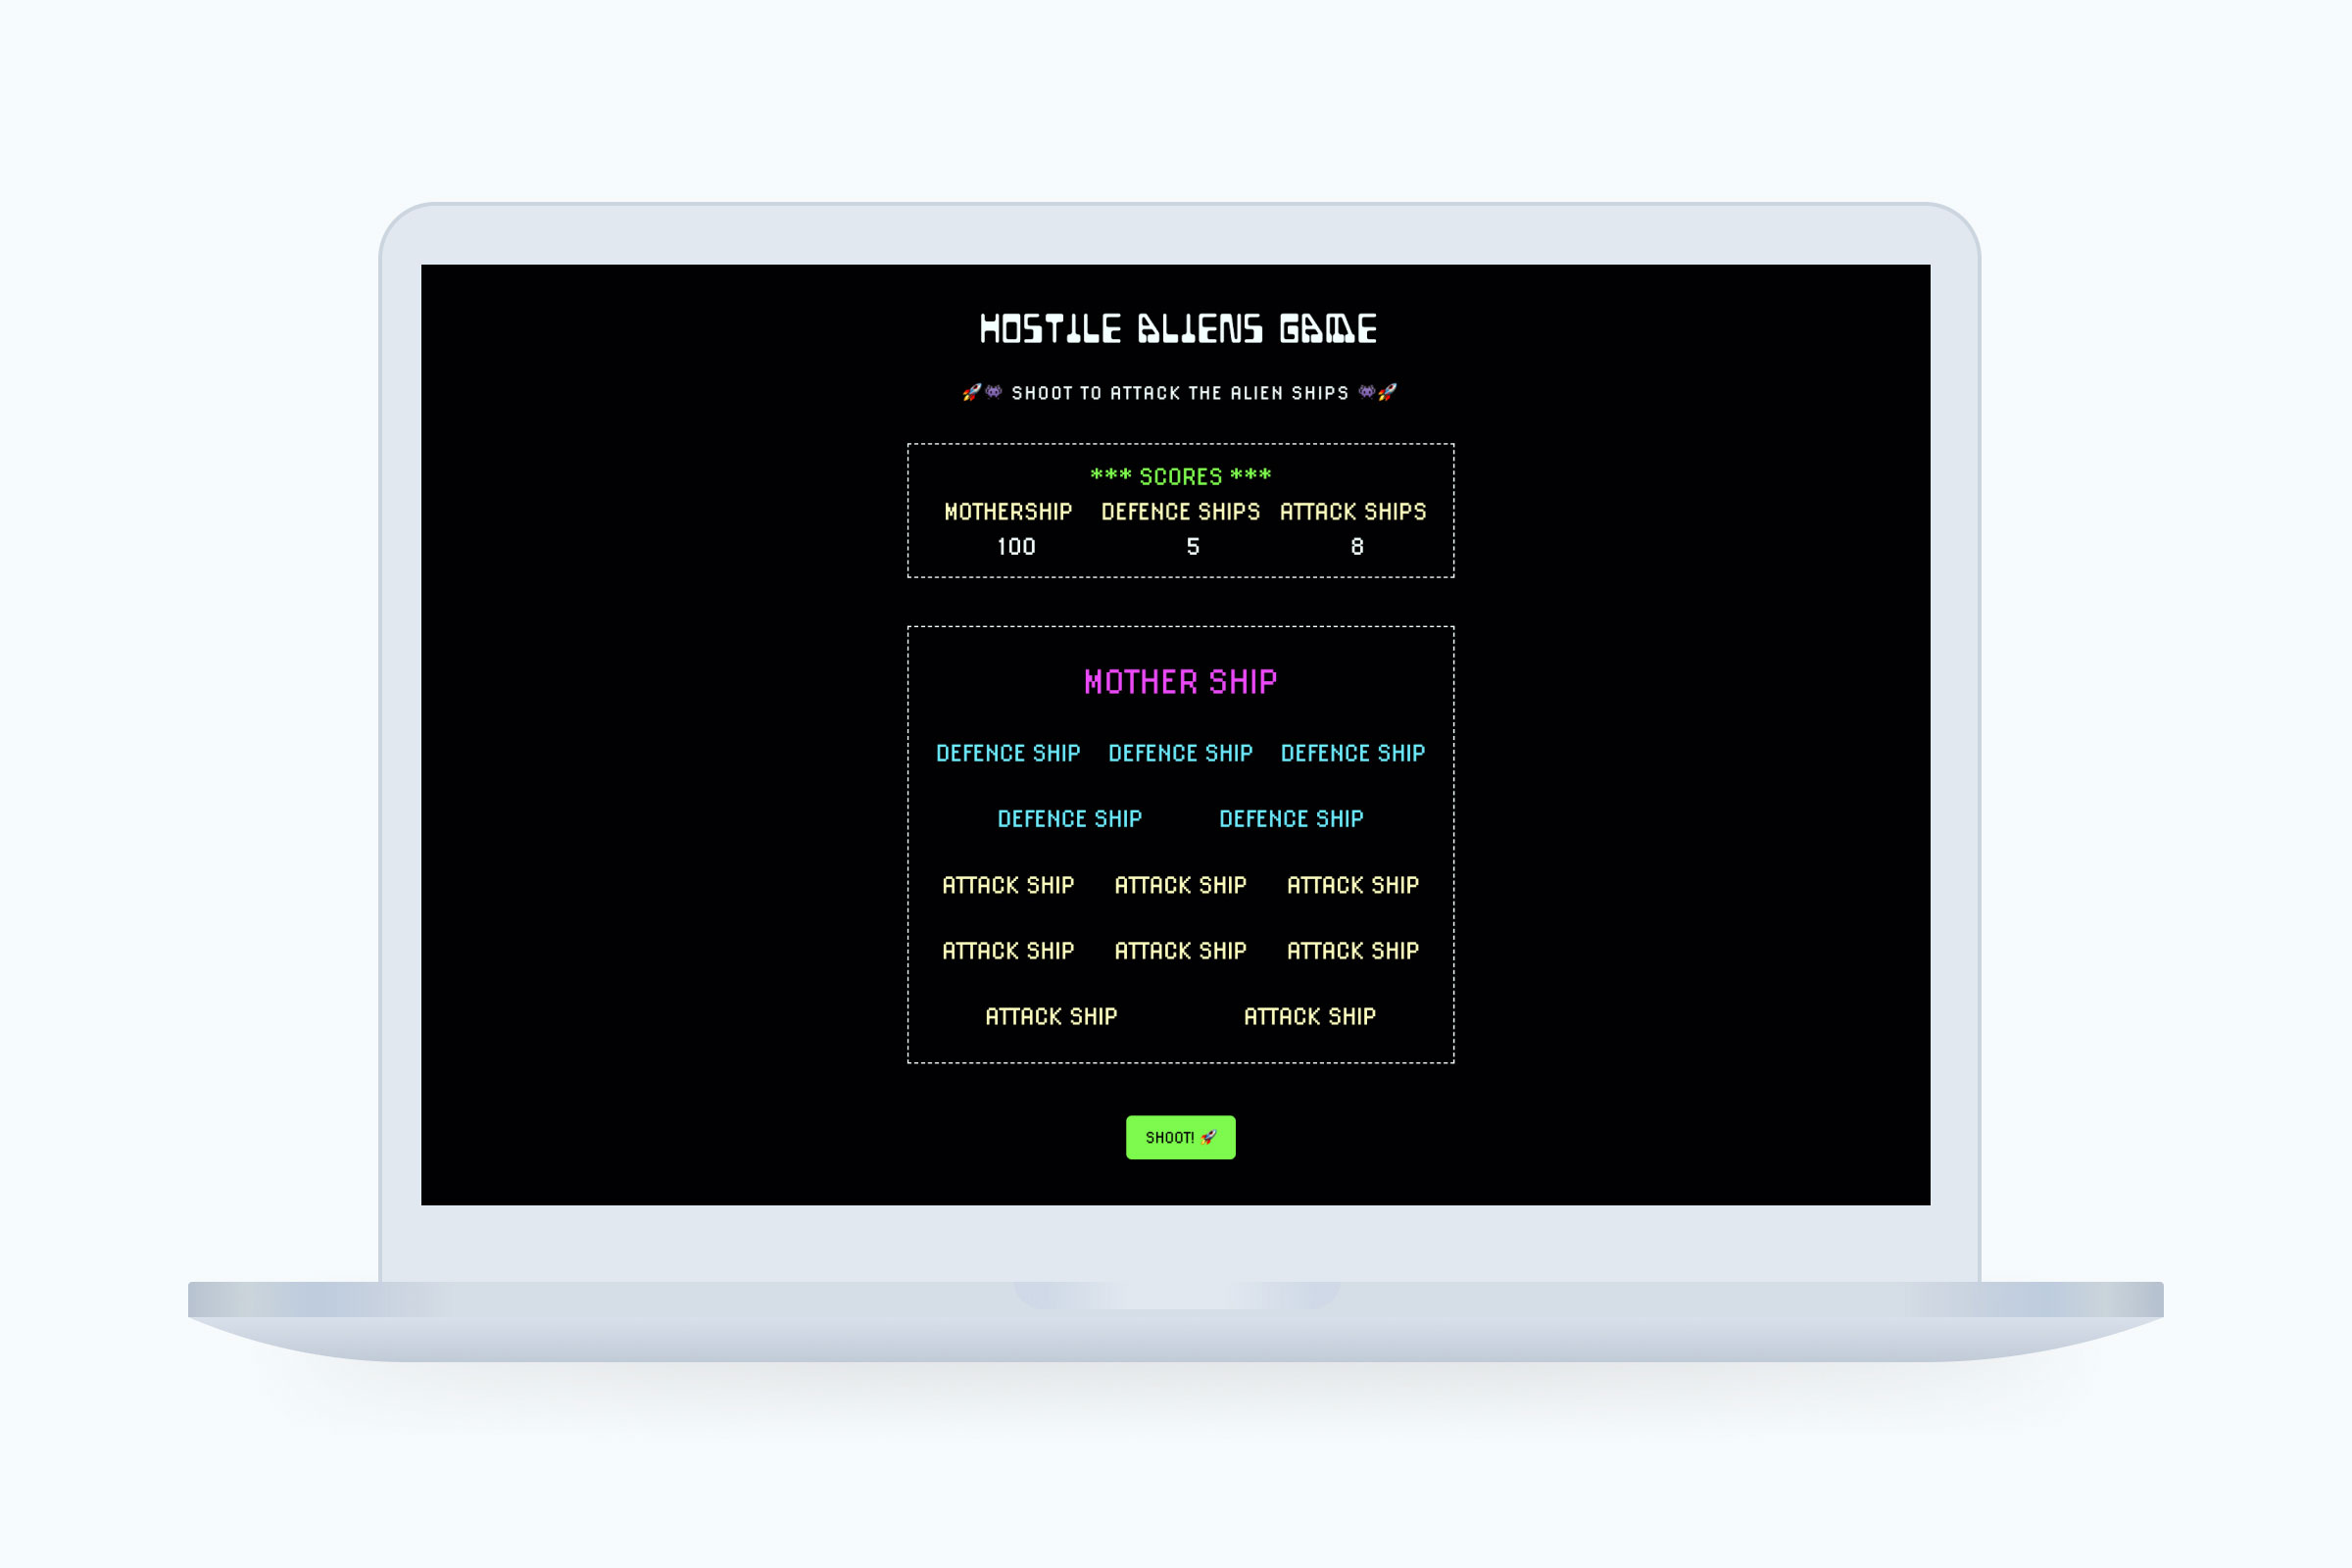 HOSTILE ALIENS GAME
🚀👾 SHOOT TO ATTACK THE ALIEN SHIPS 👾🚀
*** SCORES ***
MOTHERSHIP DEFENCE SHIPS ATTACK SHIPS
100 5 8
MOTHER SHIP
DEFENCE SHIP DEFENCE SHIP DEFENCE SHIP
DEFENCE SHIP DEFENCE SHIP
ATTACK SHIP ATTACK SHIP ATTACK SHIP
ATTACK SHIP ATTACK SHIP ATTACK SHIP
ATTACK SHIP ATTACK SHIP
SHOOT! 🚀